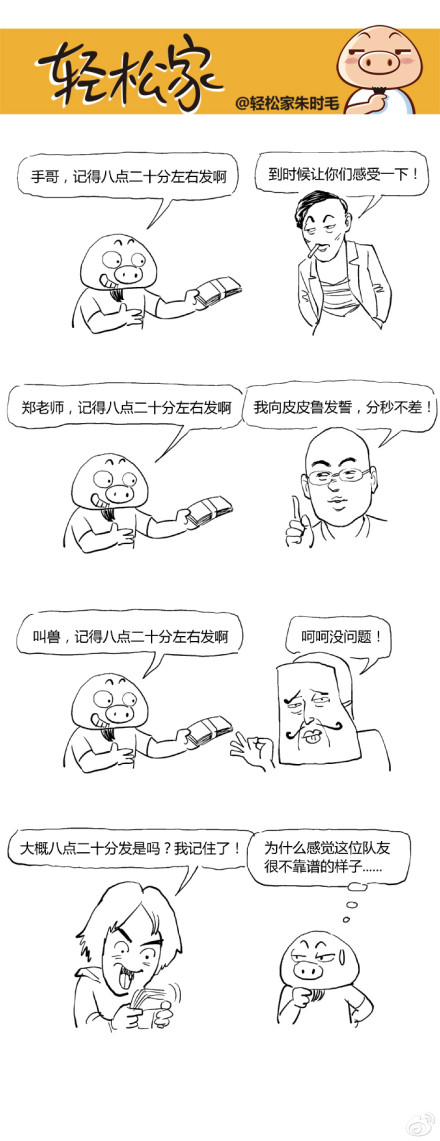 轻松家
@轻松家朱时毛
手哥，记得八点二十分左右发啊
到时候让你们感受一下！
郑老师，记得八点二十分左右发啊
我向皮皮鲁发誓，分秒不差！
叫兽，记得八点二十分左右发啊
呵呵没问题！
大概八点二十分发是吗？我记住了！
为什么感觉这位队友
很不靠谱的样子......